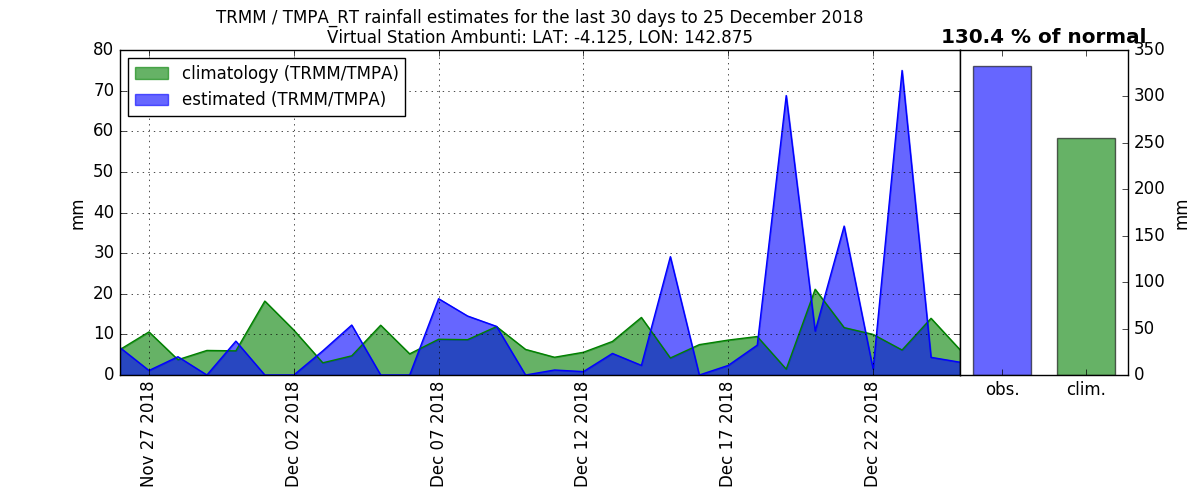 TRMM / TMPA_RT rainfall estimates for the last 30 days to 25 December 2018
Virtual Station Ambunti: LAT: -4.125, LON: 142.875
130.4 % of normal
climatology (TRMM/TMPA)
estimated (TRMM/TMPA)
80
70
60
50
40
30
20
10
0
mm
Nov 27 2018
Dec 02 2018
Dec 07 2018
Dec 12 2018
Dec 17 2018
Dec 22 2018
350
300
250
200
150
100
50
0
mm
obs.
clim.